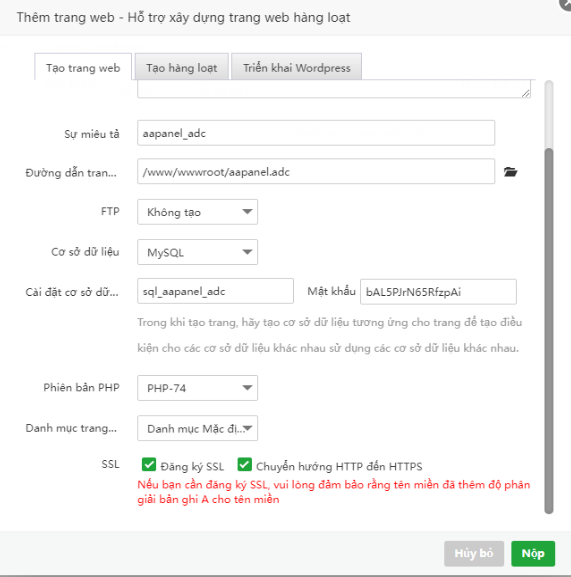 Thêm trang web - Hỗ trợ xây dựng trang web hàng loạt
Tạo trang web Tạo hàng loạt Triển khai Wordpress
Sự miêu tả aapanel_adc
Đường dẫn tran... /www/wwwroot/aapanel.adc
FTP Không tạo
Cơ sở dữ liệu MySQL
Cài đặt cơ sở dữ... sql_aapanel_adc Mật khẩu bAL5PJrN65RfzpAi
Trong khi tạo trang, hãy tạo cơ sở dữ liệu tương ứng cho trang để tạo điều
kiện cho các cơ sở dữ liệu khác nhau sử dụng các cơ sở dữ liệu khác nhau.
Phiên bản PHP PHP-74
Danh mục trang... Danh mục Mặc đị...
SSL Đăng ký SSL Chuyển hướng HTTP đến HTTPS
Nếu bạn cần đăng ký SSL, vui lòng đảm bảo rằng tên miền đã thêm độ phân
giải bản ghi A cho tên miền
Hủy bỏ Nộp